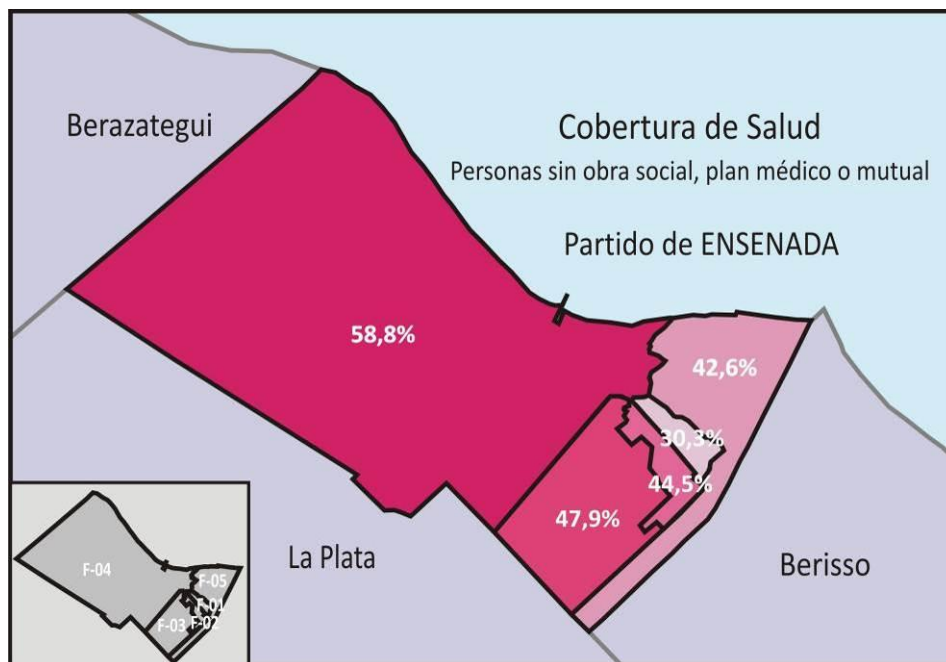 Berazategui
Cobertura de Salud
Personas sin obra social, plan médico o mutual
Partido de ENSENADA
58,8%
42,6%
30,3%
44,5%
47,9%
La Plata
Berisso
F-04
F-05
F-01
F-03
F-02